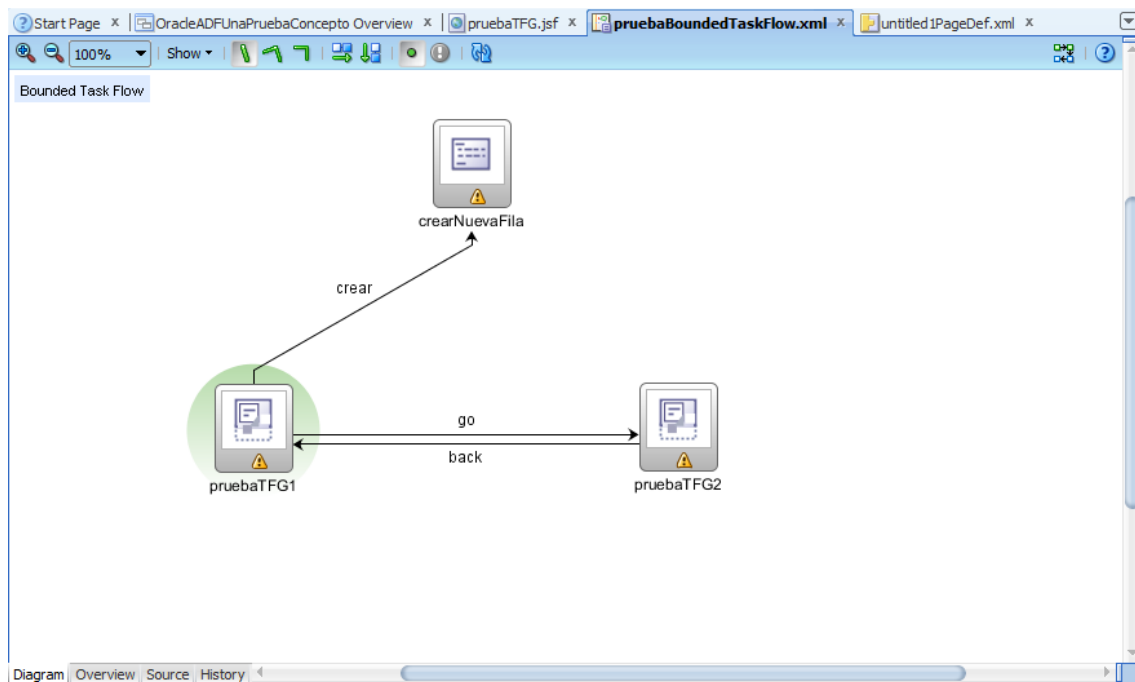 Start Page x OracleADFUnaPruebaConcepto Overview x pruebaTFG.jsf x pruebaBoundedTaskFlow.xml x untitled1PageDef.xml x
100% Show
Bounded Task Flow
crearNuevaFila
crear
go
back
pruebaTFG1 pruebaTFG2
Diagram Overview Source History